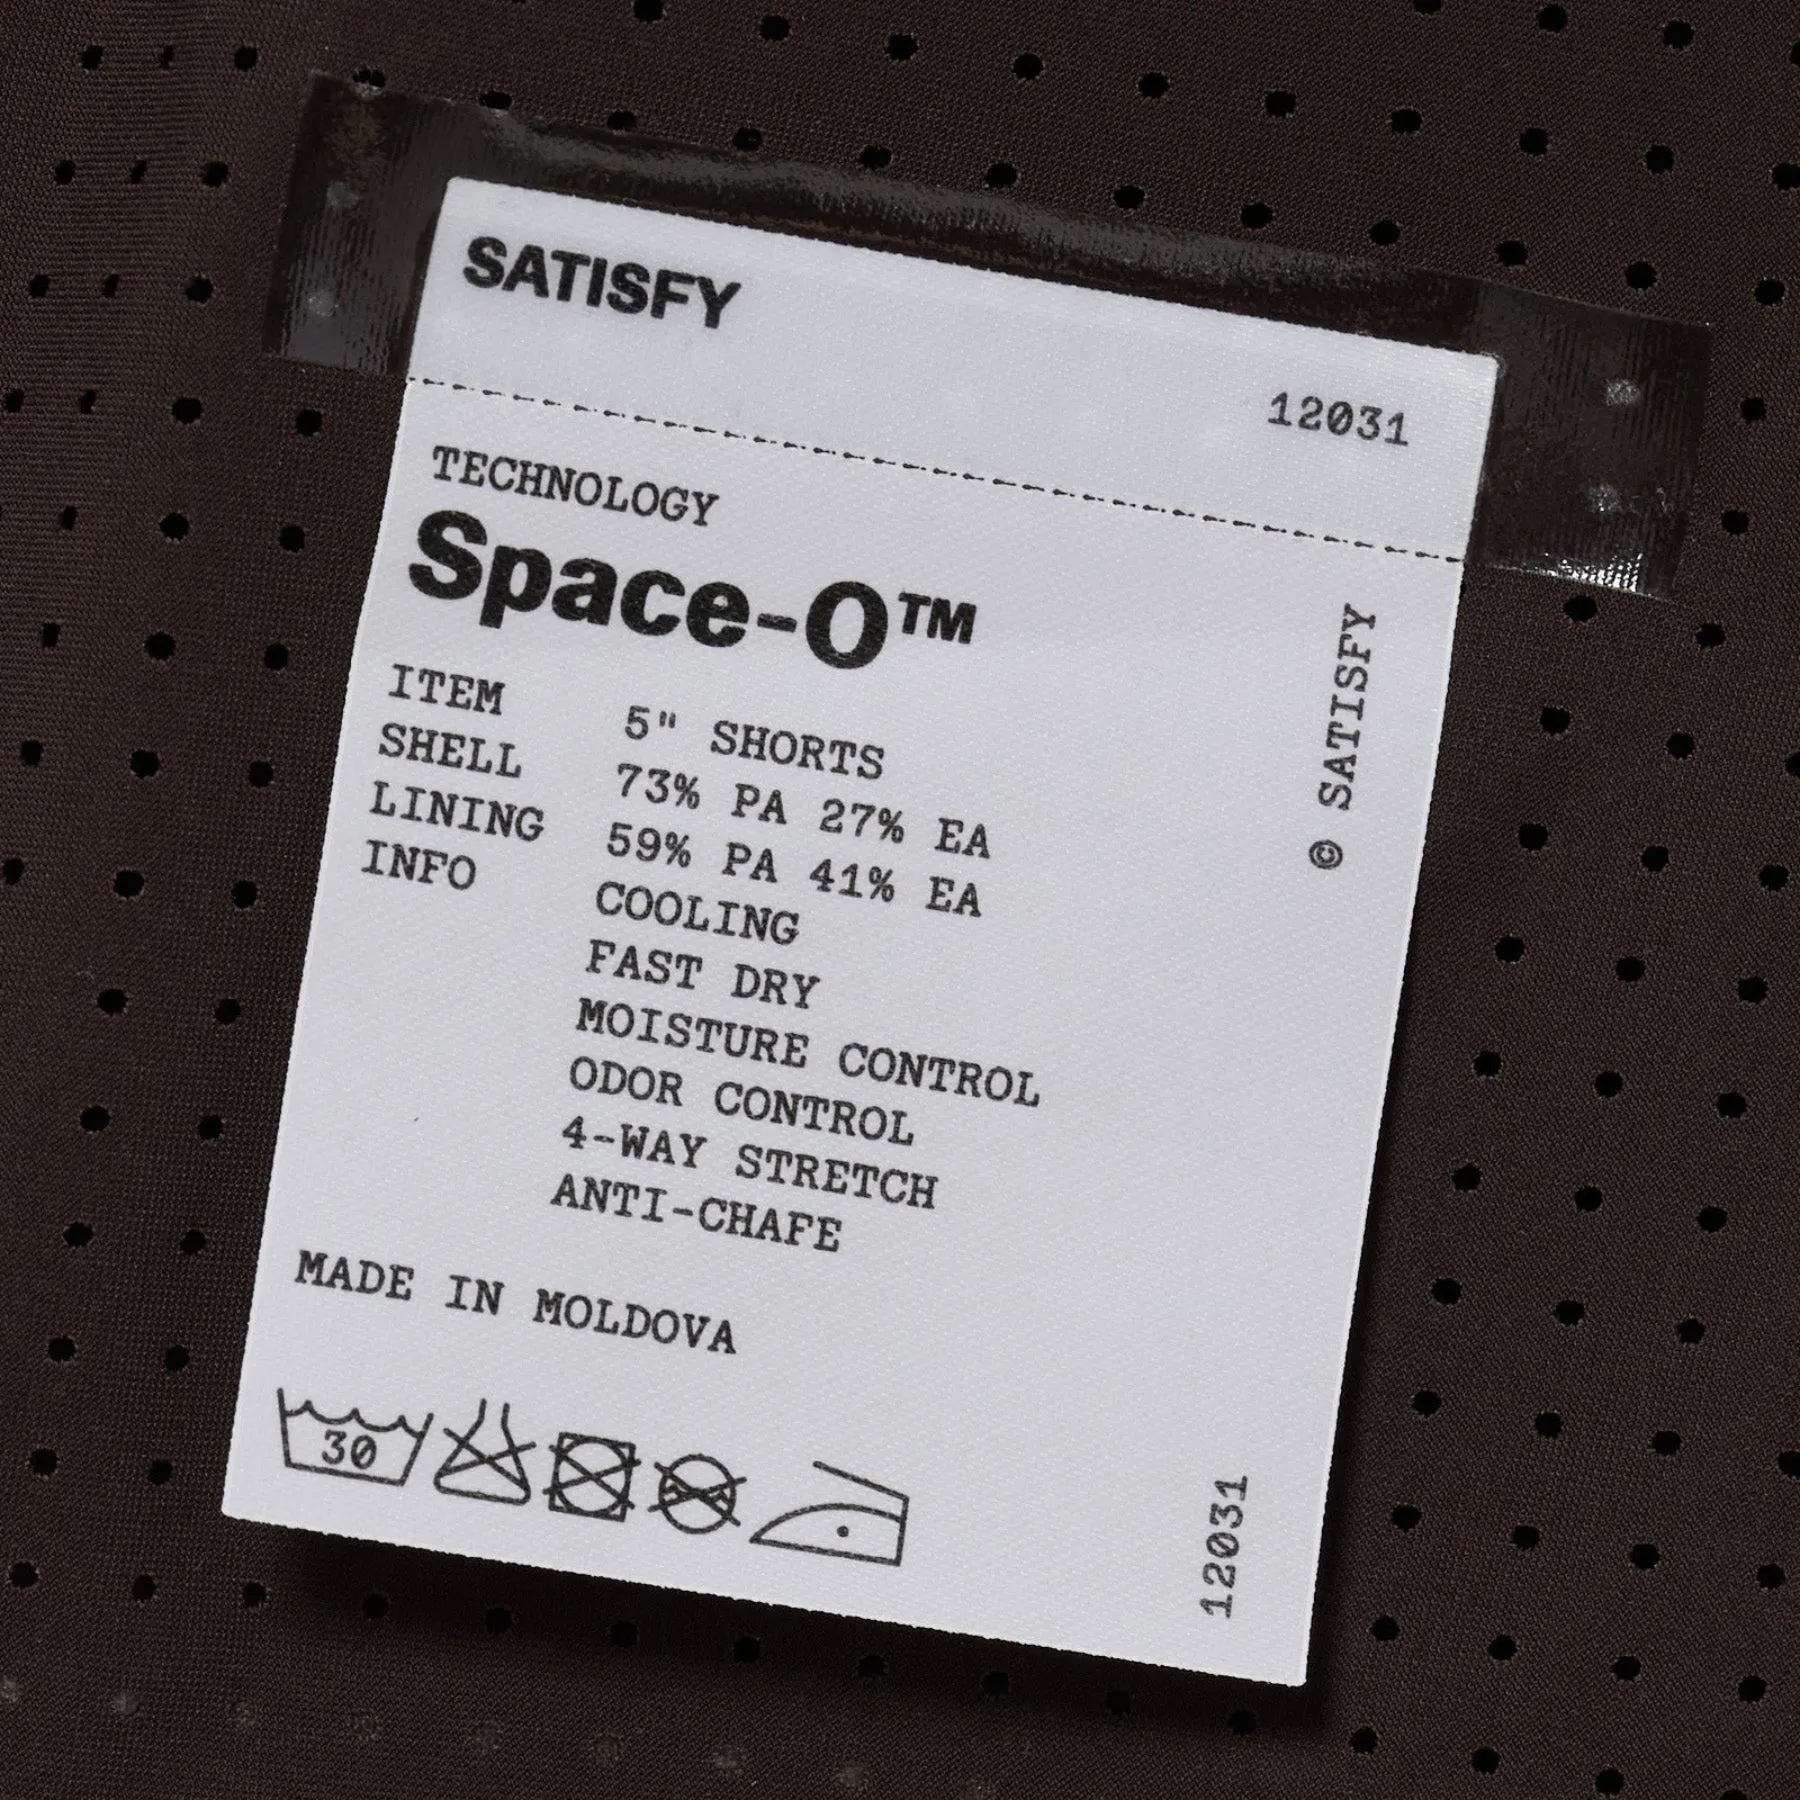 SATISFY
12031
TECHNOLOGY
Space-O™
ITEM 5" SHORTS
SHELL 73% PA 27% EA
LINING 59% PA 41% EA
INFO COOLING
FAST DRY
MOISTURE CONTROL
ODOR CONTROL
4-WAY STRETCH
ANTI-CHAFE
MADE IN MOLDOVA
30
© SATISFY
12031